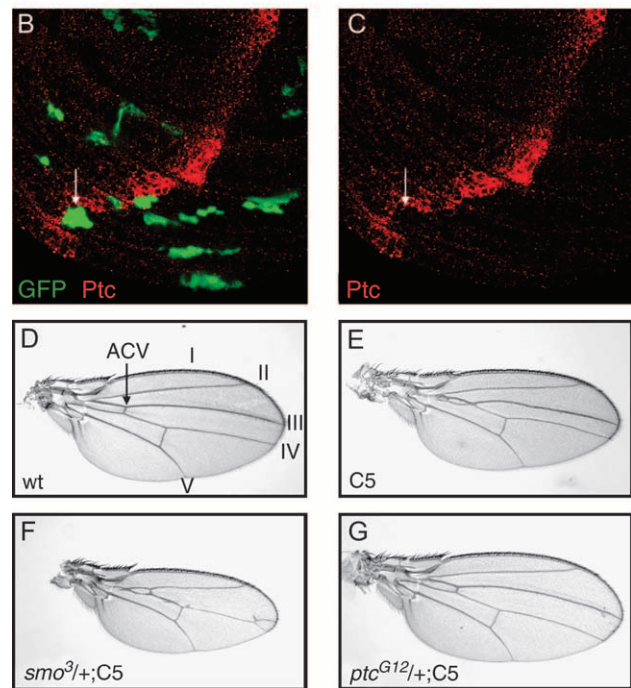 B
C
GFP Ptc
Ptc
D
ACV
I
II
III
IV
V
wt
E
C5
F
smo³/+;C5
G
ptcᴳ¹²/+;C5